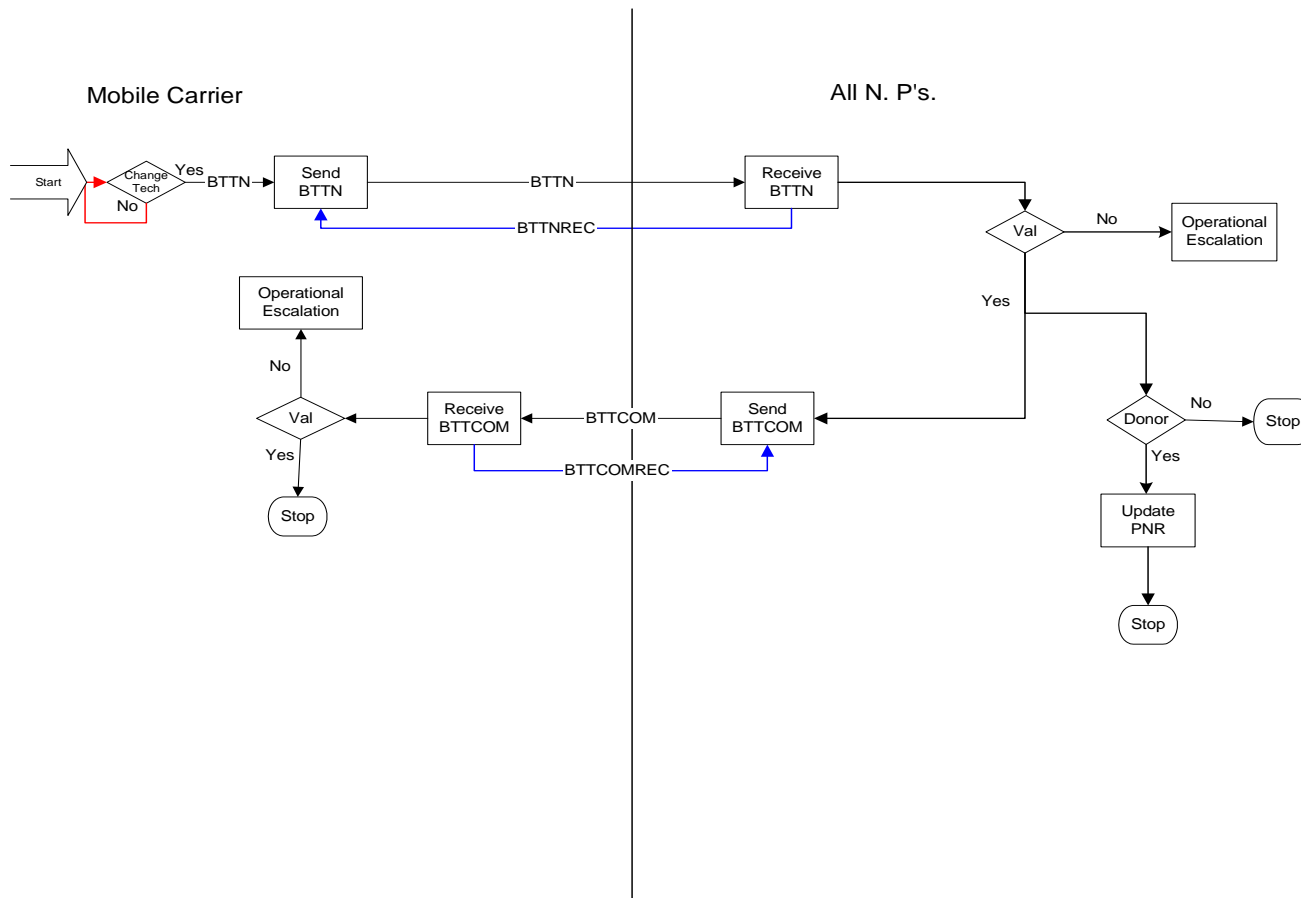 Mobile Carrier
All N. P's.
Start
Change
Tech
Yes
No
BTTN
Send
BTTN
BTTN
Receive
BTTN
BTTNREC
Val
No
Operational
Escalation
Yes
Operational
Escalation
No
Val
Yes
Stop
Receive
BTTCOM
BTTCOM
Send
BTTCOM
BTTCOMREC
Donor
No
Stop
Yes
Update
PNR
Stop